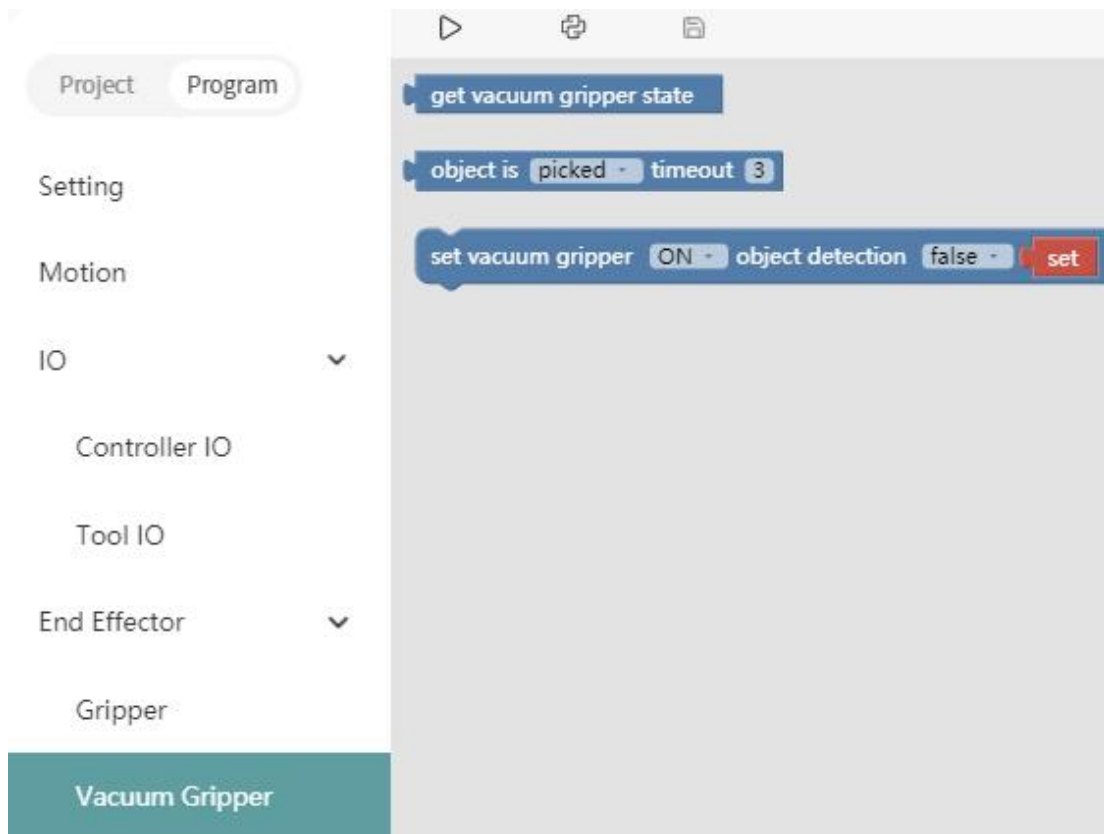 Project Program
Setting
Motion
IO
Controller IO
Tool IO
End Effector
Gripper
Vacuum Gripper
get vacuum gripper state
object is picked timeout 3
set vacuum gripper ON object detection false set